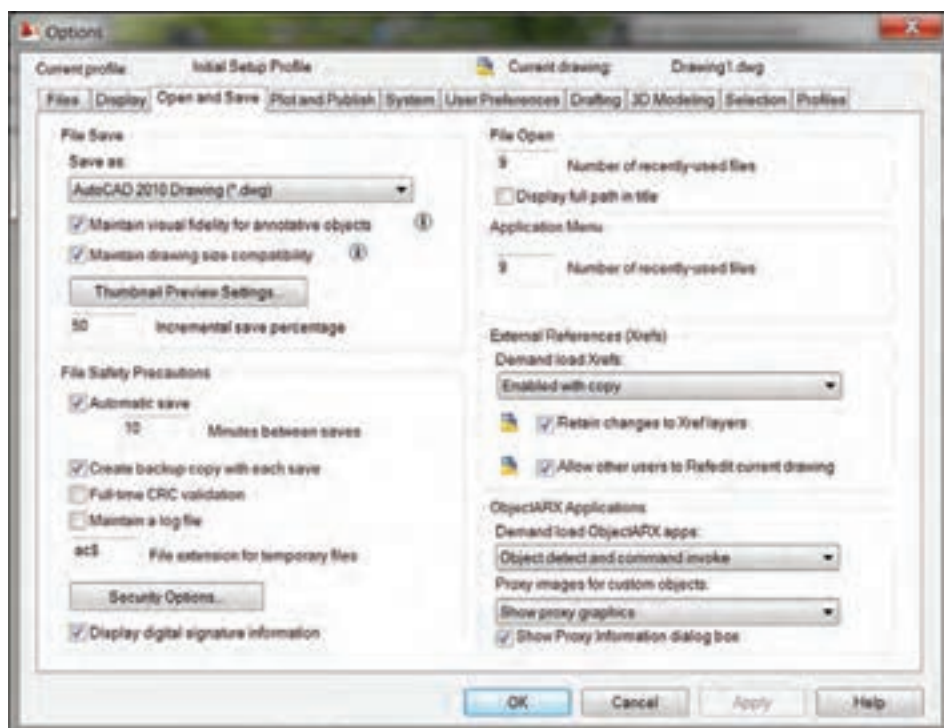 Options
Current profile: Initial Setup Profile Current drawing: Drawing1.dwg
Files Display Open and Save Plot and Publish System User Preferences Drafting 3D Modeling Selection Profiles
File Save
Save as:
AutoCAD 2010 Drawing (*.dwg)
Maintain visual fidelity for annotative objects
Maintain drawing size compatibility
Thumbnail Preview Settings...
50 Incremental save percentage
File Safety Precautions
Automatic save
10 Minutes between saves
Create backup copy with each save
Full-time CRC validation
Maintain a log file
ac$ File extension for temporary files
Security Options...
Display digital signature information
File Open
9 Number of recently-used files
Display full path in title
Application Menu
9 Number of recently-used files
External References (Xrefs)
Demand load Xrefs:
Enabled with copy
Retain changes to Xref layers
Allow other users to Refedit current drawing
ObjectARX Applications
Demand load ObjectARX apps:
Object detect and command invoke
Proxy images for custom objects:
Show proxy graphics
Show Proxy Information dialog box
OK Cancel Apply Help